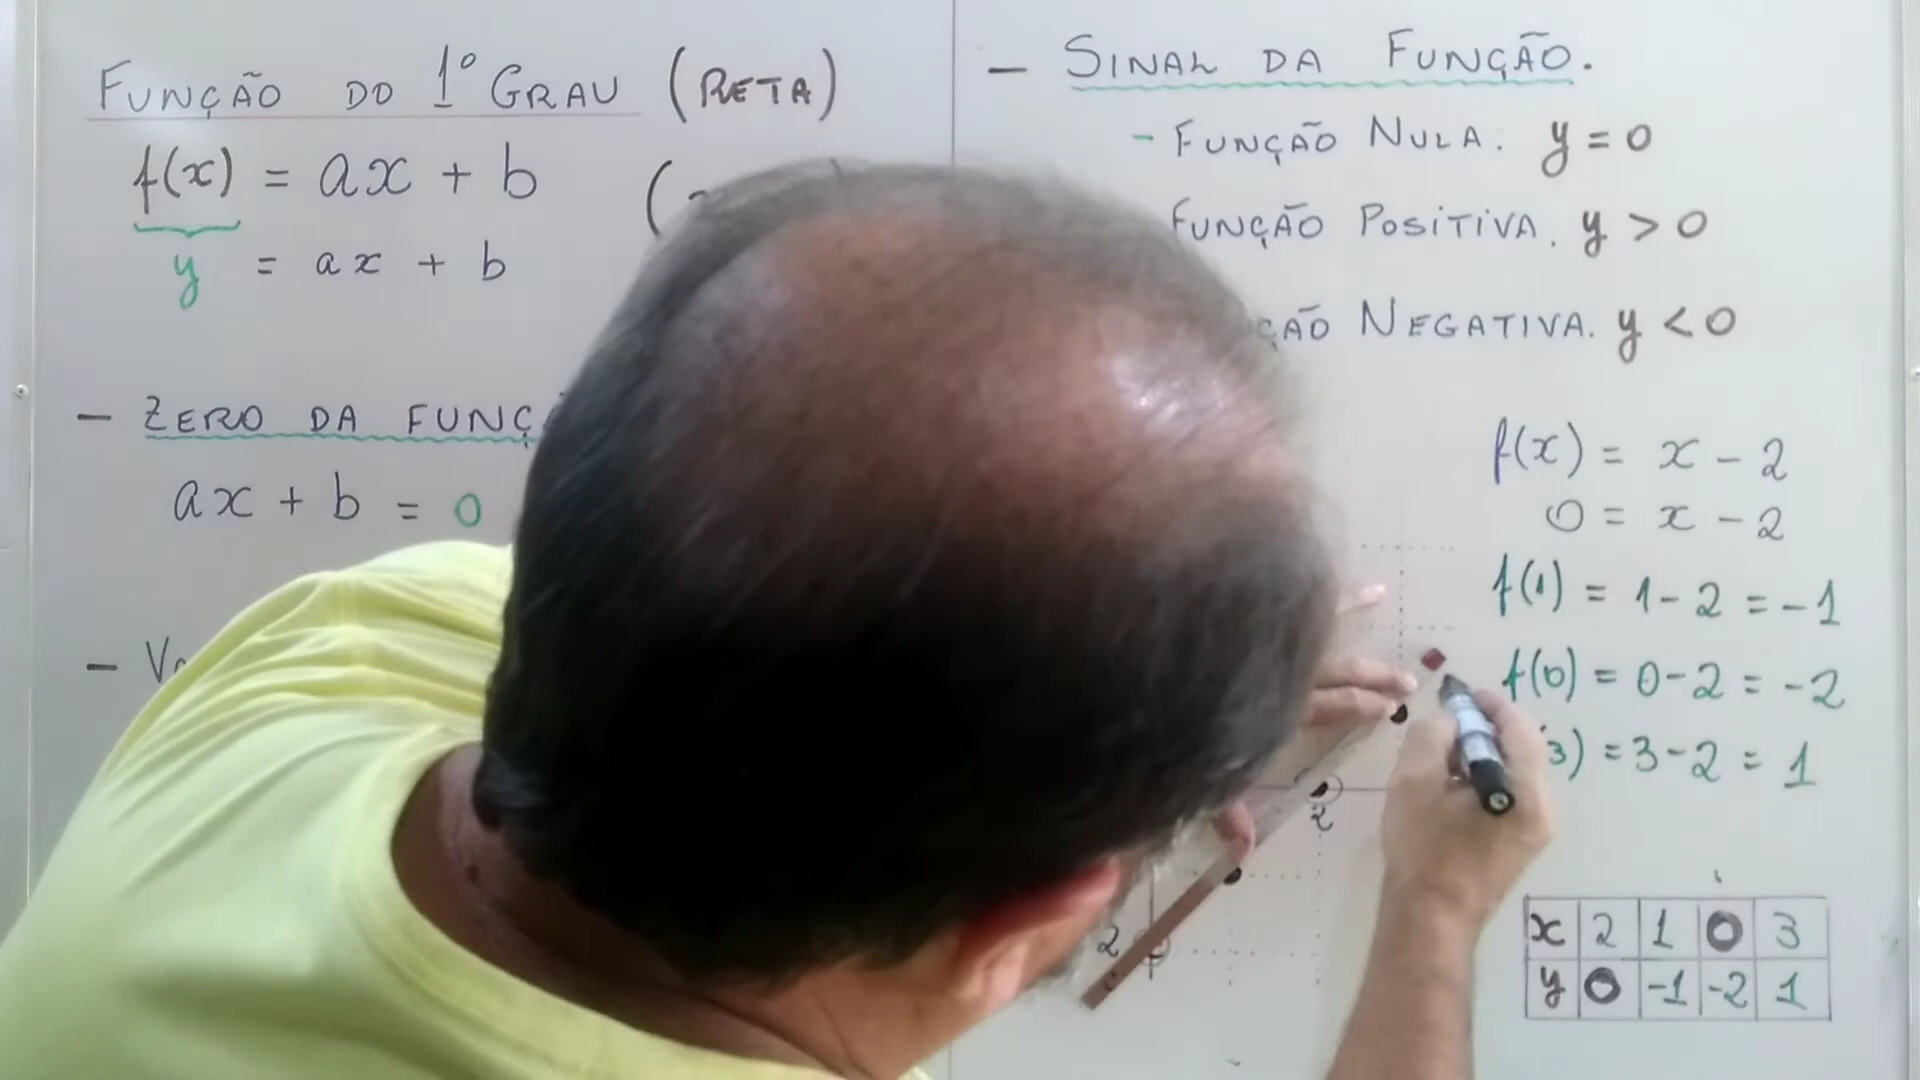 FUNÇÃO DO 1º GRAU (RETA)
f(x) = ax + b
y = ax + b
- ZERO DA FUNÇ
ax + b = 0
- SINAL DA FUNÇÃO.
- FUNÇÃO NULA: y = 0
FUNÇÃO POSITIVA. y > 0
ÇÃO NEGATIVA. y < 0
f(x) = x - 2
0 = x - 2
f(1) = 1 - 2 = -1
f(0) = 0 - 2 = -2
3) = 3 - 2 = 1
2
2
x 2 1 0 3
y 0 -1 -2 1